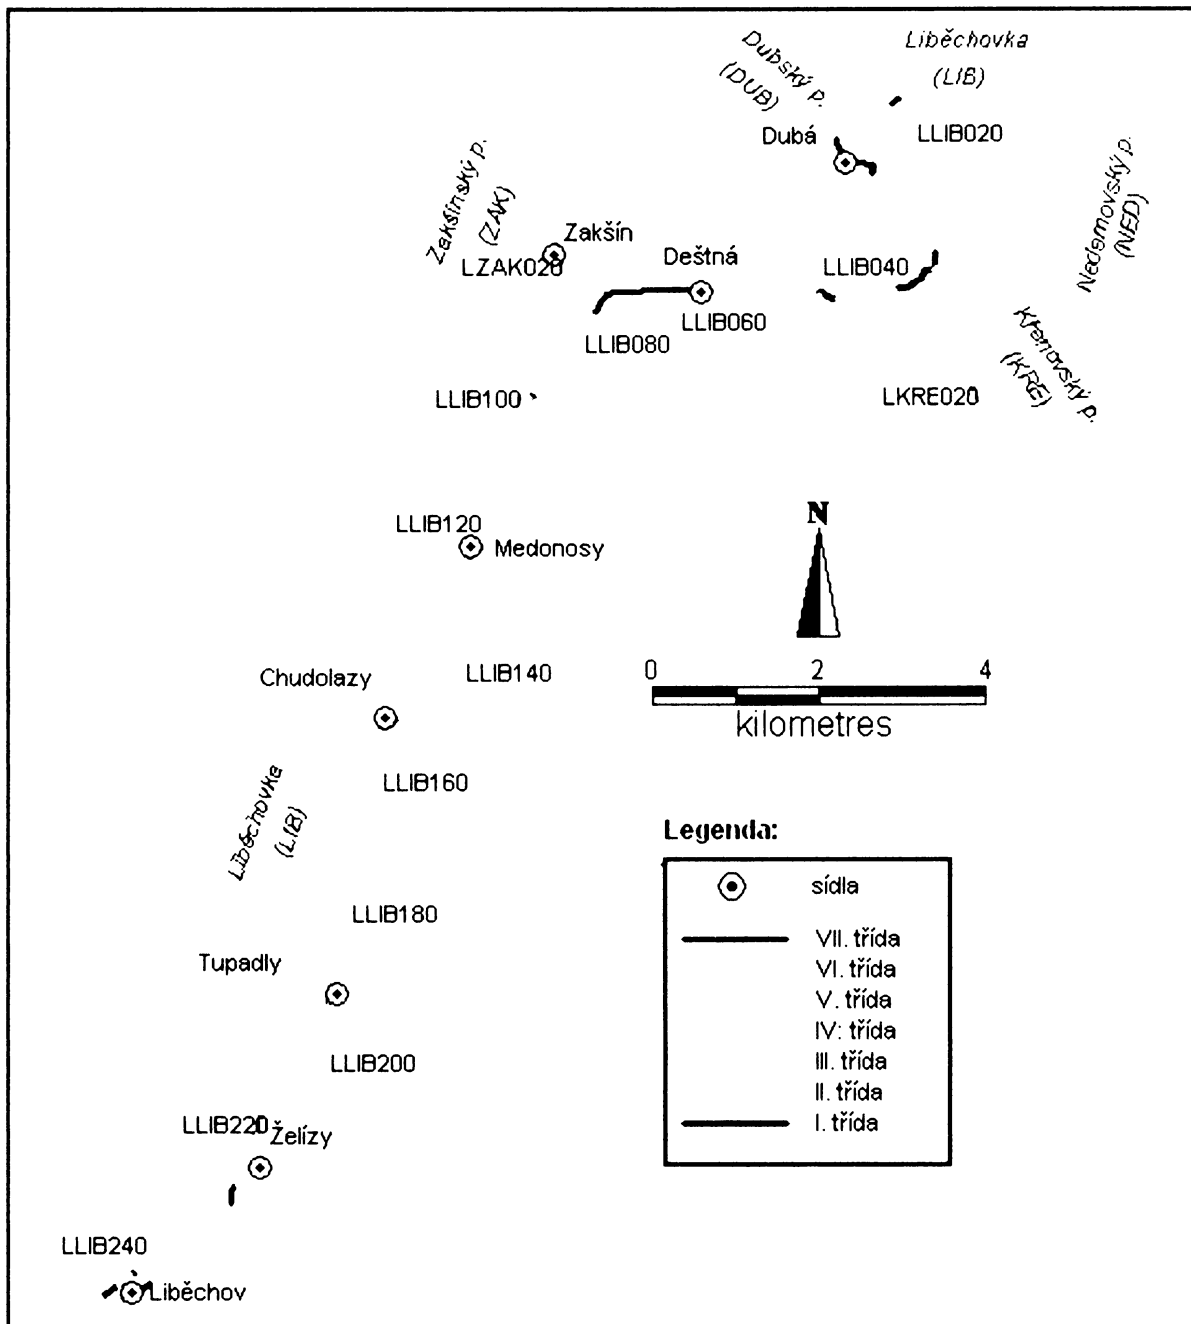 Liběchovka
(LIB)
Dubský p.
(DUB)
Dubá
LLIB020
Nedamovský p.
(NED)
Zakšínský p.
(ZAK)
Zakšín
LZAK020
Deštná
LLIB040
LLIB060
LLIB080
Křenovský p.
(KRE)
LLIB100
LKRE020
N
LLIB120
Medonosy
0 2 4
kilometres
Chudolazy
LLIB140
LLIB160
Liběchovka
(LIB)
Legenda:
sídla
VII. třída
VI. třída
V. třída
IV: třída
III. třída
II. třída
I. třída
LLIB180
Tupadly
LLIB200
LLIB220
Želízy
LLIB240
Liběchov